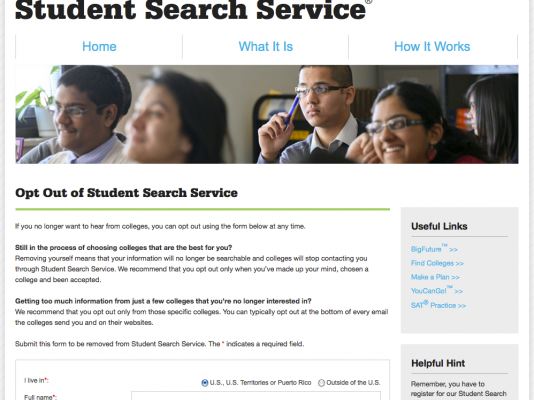 Student Search Service®
Home
What It Is
How It Works
Opt Out of Student Search Service
If you no longer want to hear from colleges, you can opt out using the form below at any time.
Still in the process of choosing colleges that are the best for you?
Removing yourself means that your information will no longer be searchable and colleges will stop contacting you
through Student Search Service. We recommend that you opt out only when you've made up your mind, chosen a
college and been accepted.
Getting too much information from just a few colleges that you're no longer interested in?
We recommend that you opt out only from those specific colleges. You can typically opt out at the bottom of every email
the colleges send you and on their websites.
Submit this form to be removed from Student Search Service. The * indicates a required field.
I live in*:
U.S., U.S. Territories or Puerto Rico
Outside of the U.S.
Full name*:
Useful Links
BigFuture™ >>
Find Colleges >>
Make a Plan >>
YouCanGo!™ >>
SAT® Practice >>
Helpful Hint
Remember, you have to
register for our Student Search